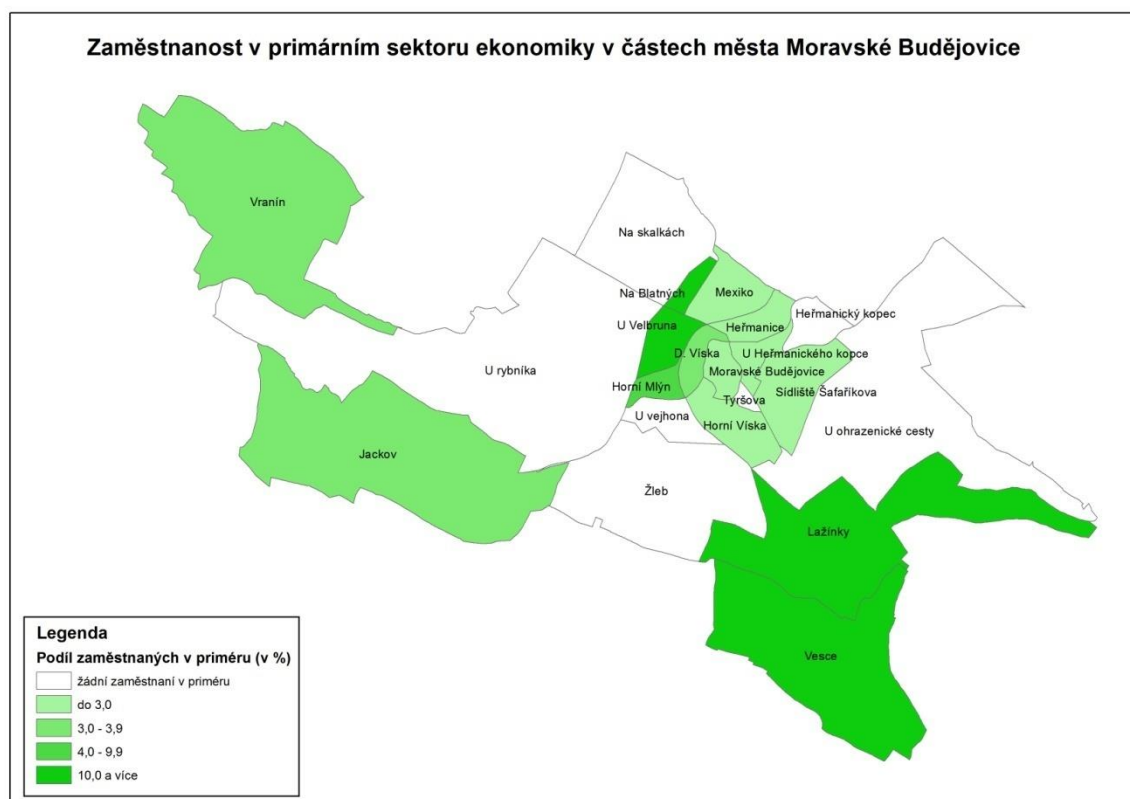 Zaměstnanost v primárním sektoru ekonomiky v částech města Moravské Budějovice
Vranín
Na skalkách
Na Blatných
Mexiko
Heřmanický kopec
U Velbruna
Heřmanice
D. Víska
U Heřmanického kopce
U rybníka
Moravské Budějovice
Horní Mlýn
Sídliště Šafaříkova
Tyršova
U vejhona
Horní Víska
U ohrazenické cesty
Jackov
Žleb
Lažínky
Vesce
Legenda
Podíl zaměstnaných v priméru (v %)
žádní zaměstnaní v priméru
do 3,0
3,0 - 3,9
4,0 - 9,9
10,0 a více